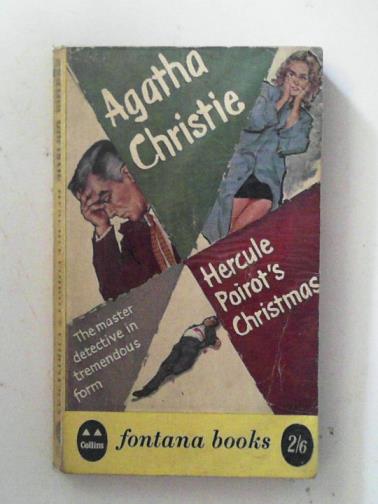 Agatha
Christie
Hercule
Poirot's
Christmas
The master
detective in
tremendous
form
Collins
fontana books
2/6